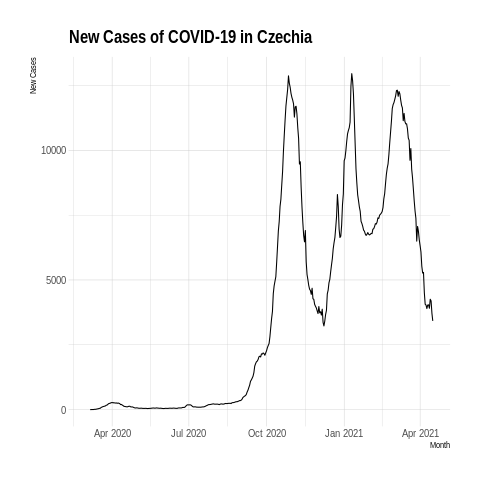 New Cases of COVID-19 in Czechia
New Cases
10000
5000
0
Apr 2020 Jul 2020 Oct 2020 Jan 2021 Apr 2021
Month